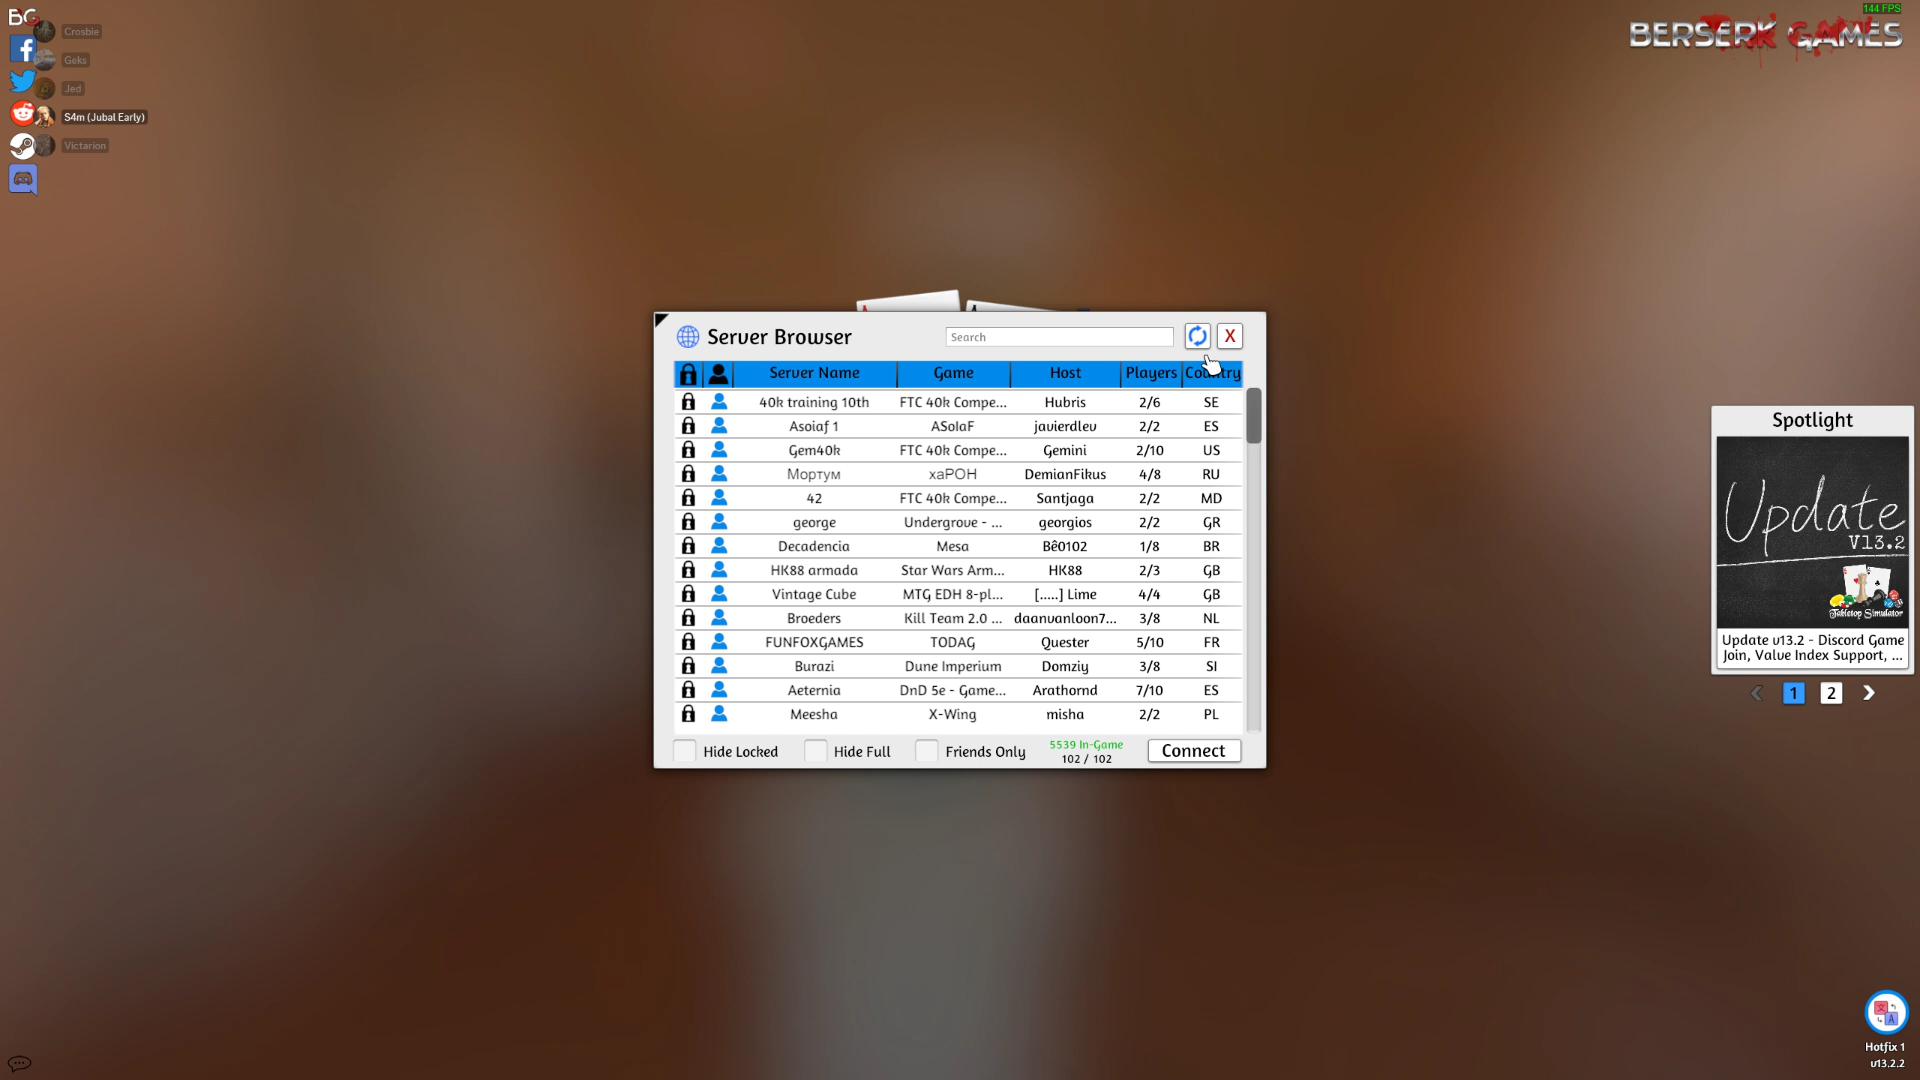 BG
Crosbie
Geks
Jed
S4m (Jubal Early)
Victarion
144 FPS
BERSERK GAMES
Server Browser
Search
X
Server Name Game Host Players Country
40k training 10th FTC 40k Compe... Hubris 2/6 SE
Asoiaf 1 ASoIaF javierdlev 2/2 ES
Gem40k FTC 40k Compe... Gemini 2/10 US
Мортум хаРОН DemianFikus 4/8 RU
42 FTC 40k Compe... Santjaga 2/2 MD
george Undergrove - ... georgios 2/2 GR
Decadencia Mesa Bê0102 1/8 BR
HK88 armada Star Wars Arm... HK88 2/3 GB
Vintage Cube MTG EDH 8-pl... [.....] Lime 4/4 GB
Broeders Kill Team 2.0 ... daanvanloon7... 3/8 NL
FUNFOXGAMES TODAG Quester 5/10 FR
Burazi Dune Imperium Domziy 3/8 SI
Aeternia DnD 5e - Game... Arathornd 7/10 ES
Meesha X-Wing misha 2/2 PL
Hide Locked Hide Full Friends Only
5539 In-Game
102 / 102
Connect
Spotlight
Update
V13.2
Tabletop Simulator
Update v13.2 - Discord Game
Join, Value Index Support, ...
1 2
Hotfix 1
v13.2.2